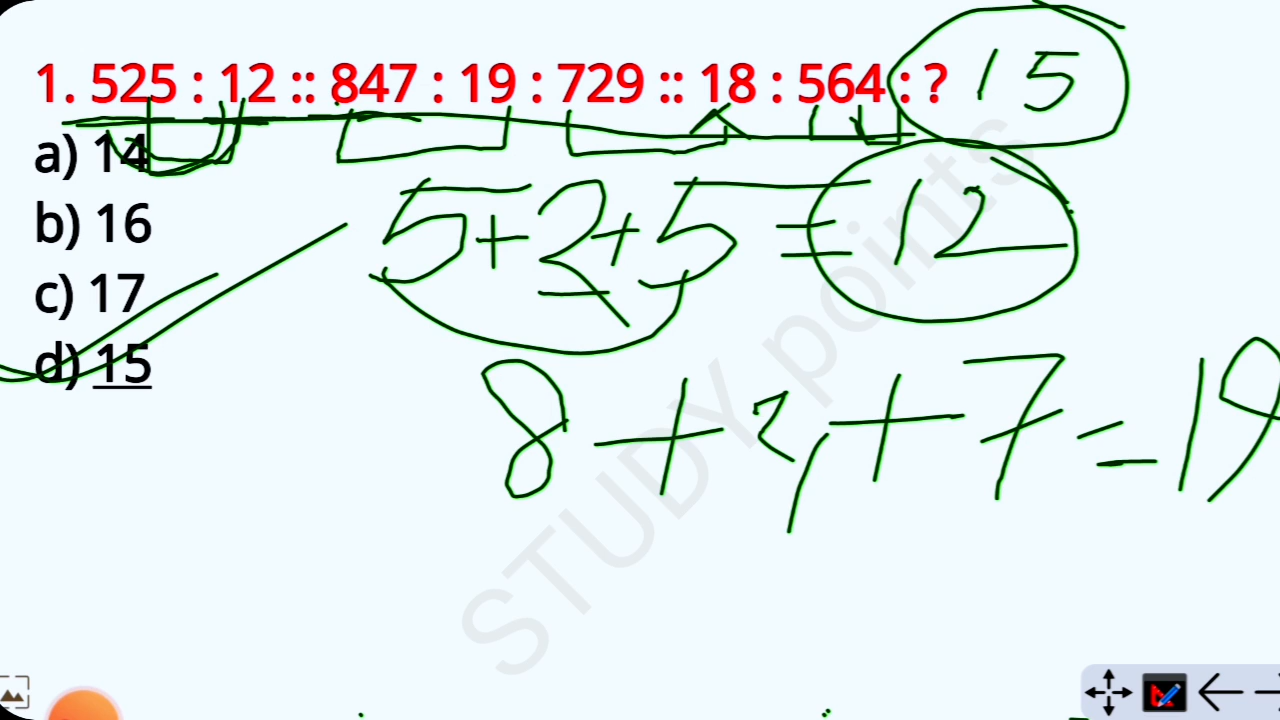 1. 525 : 12 :: 847 : 19 : 729 :: 18 : 564 : ? 15
a) 14
b) 16
5+2+5 = 12
c) 17
d) 15
8+4+7=19
STUDY points